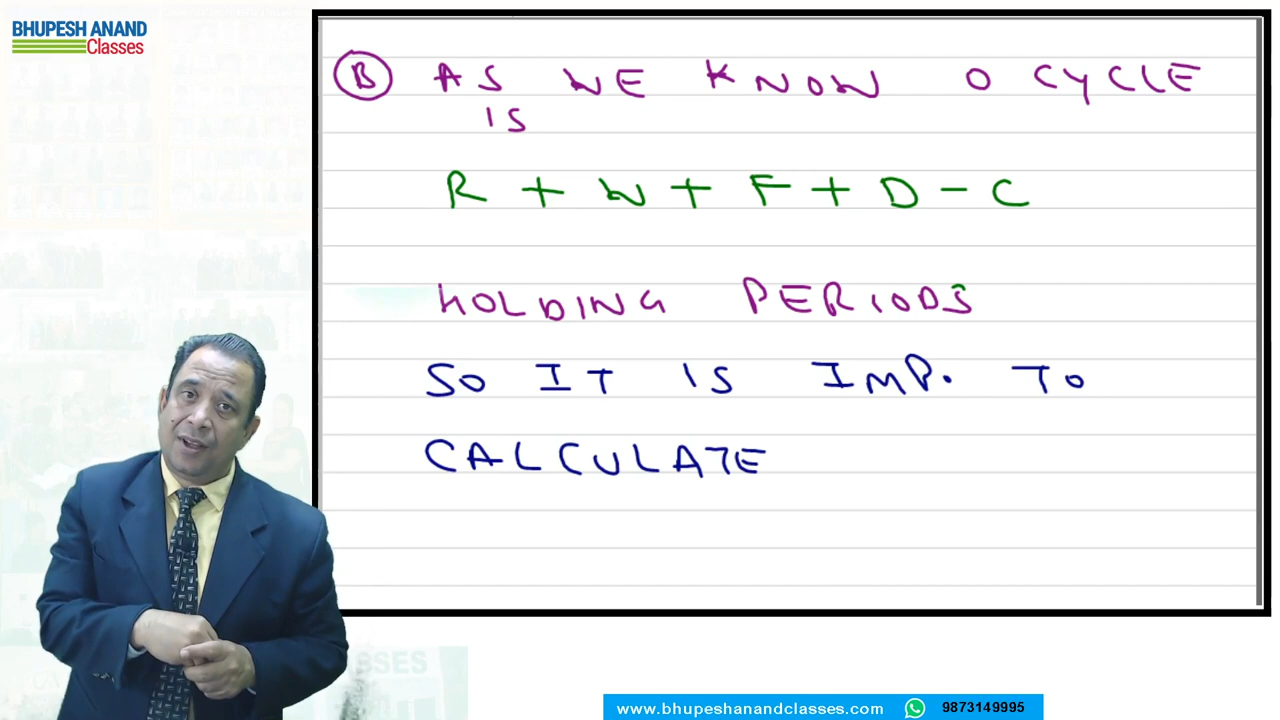 BHUPESH ANAND
Classes
B AS WE KNOW O CYCLE
IS
R + W + F + D - C
HOLDING PERIODS
SO IT IS IMP. TO
CALCULATE
www.bhupeshanandclasses.com 9873149995